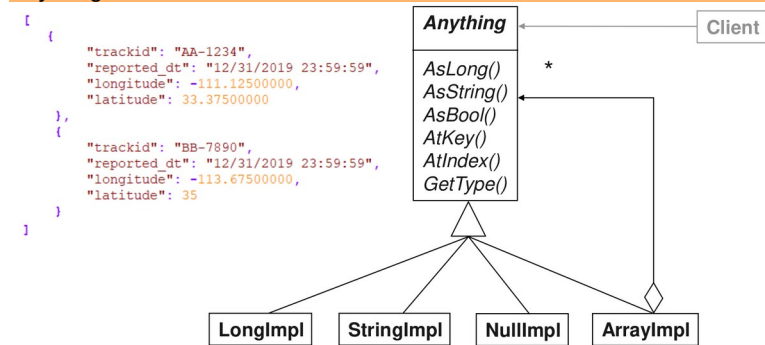 [
{
"trackid": "AA-1234",
"reported_dt": "12/31/2019 23:59:59",
"longitude": -111.12500000,
"latitude": 33.37500000
},
{
"trackid": "BB-7890",
"reported_dt": "12/31/2019 23:59:59",
"longitude": -113.67500000,
"latitude": 35
}
]
Anything
Client
AsLong()
*
AsString()
AsBool()
AtKey()
AtIndex()
GetType()
LongImpl
StringImpl
NullImpl
ArrayImpl